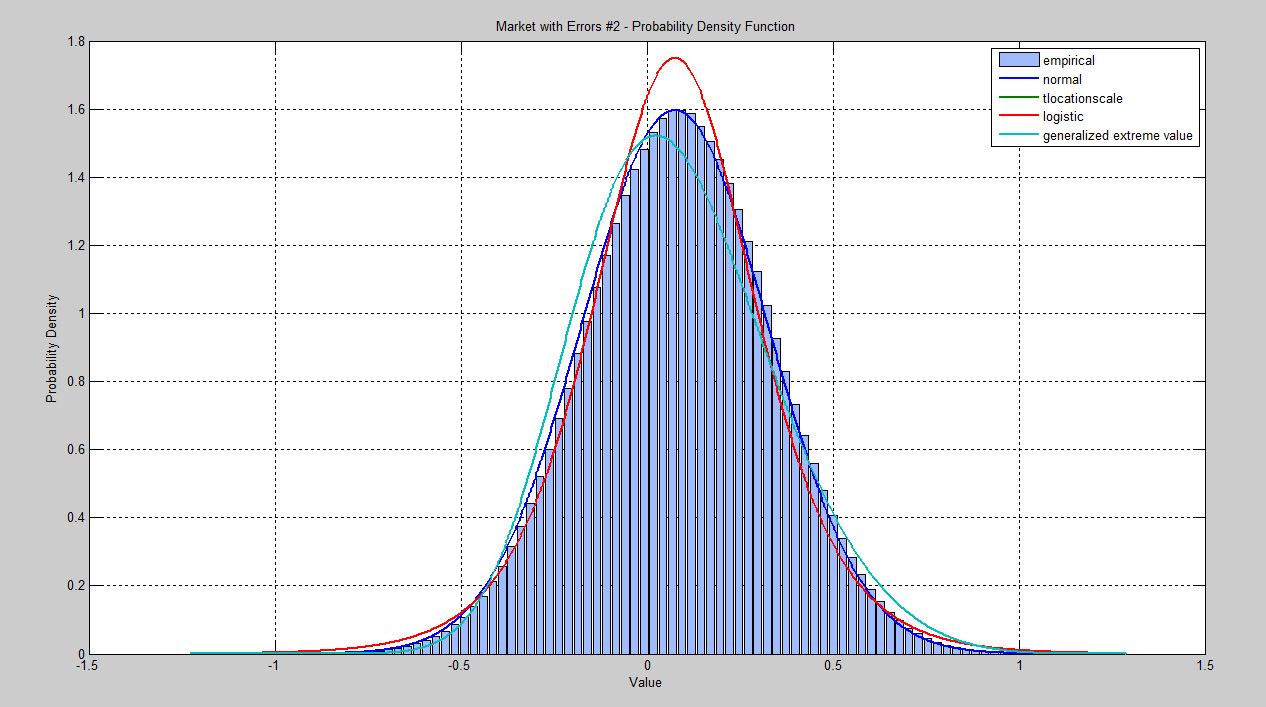 Market with Errors #2 - Probability Density Function
1.8
1.6
1.4
1.2
1
0.8
0.6
0.4
0.2
0
Probability Density
empirical
normal
tlocationscale
logistic
generalized extreme value
-1.5
-1
-0.5
0
0.5
1
1.5
Value